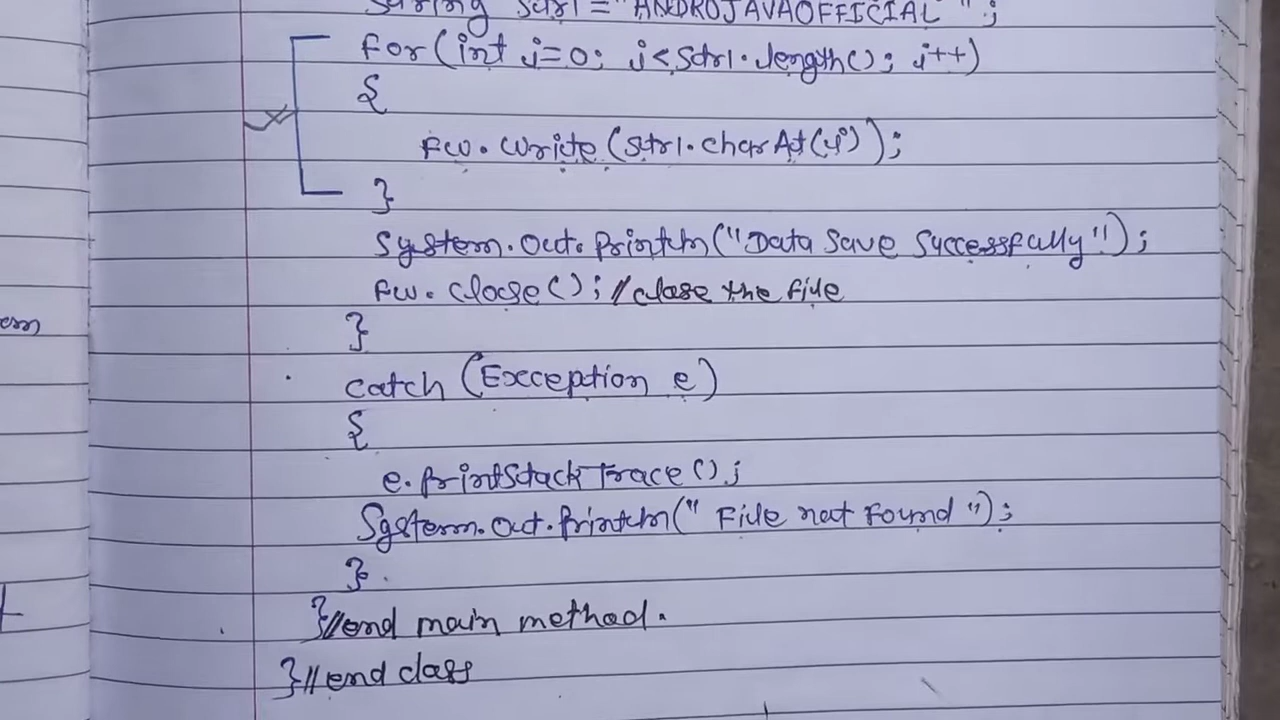 String str1 = "ANDROJAVAOFFICIAL";
for(int i=0; i<str1.length(); i++)
{
fw.write(str1.charAt(i));
}
System.out.println("Data Save Successfully");
fw.close(); //close the file
}
catch (Exception e)
{
e.printStackTrace();
System.out.println(" File not Found ");
}.
}//end main method.
}//end class